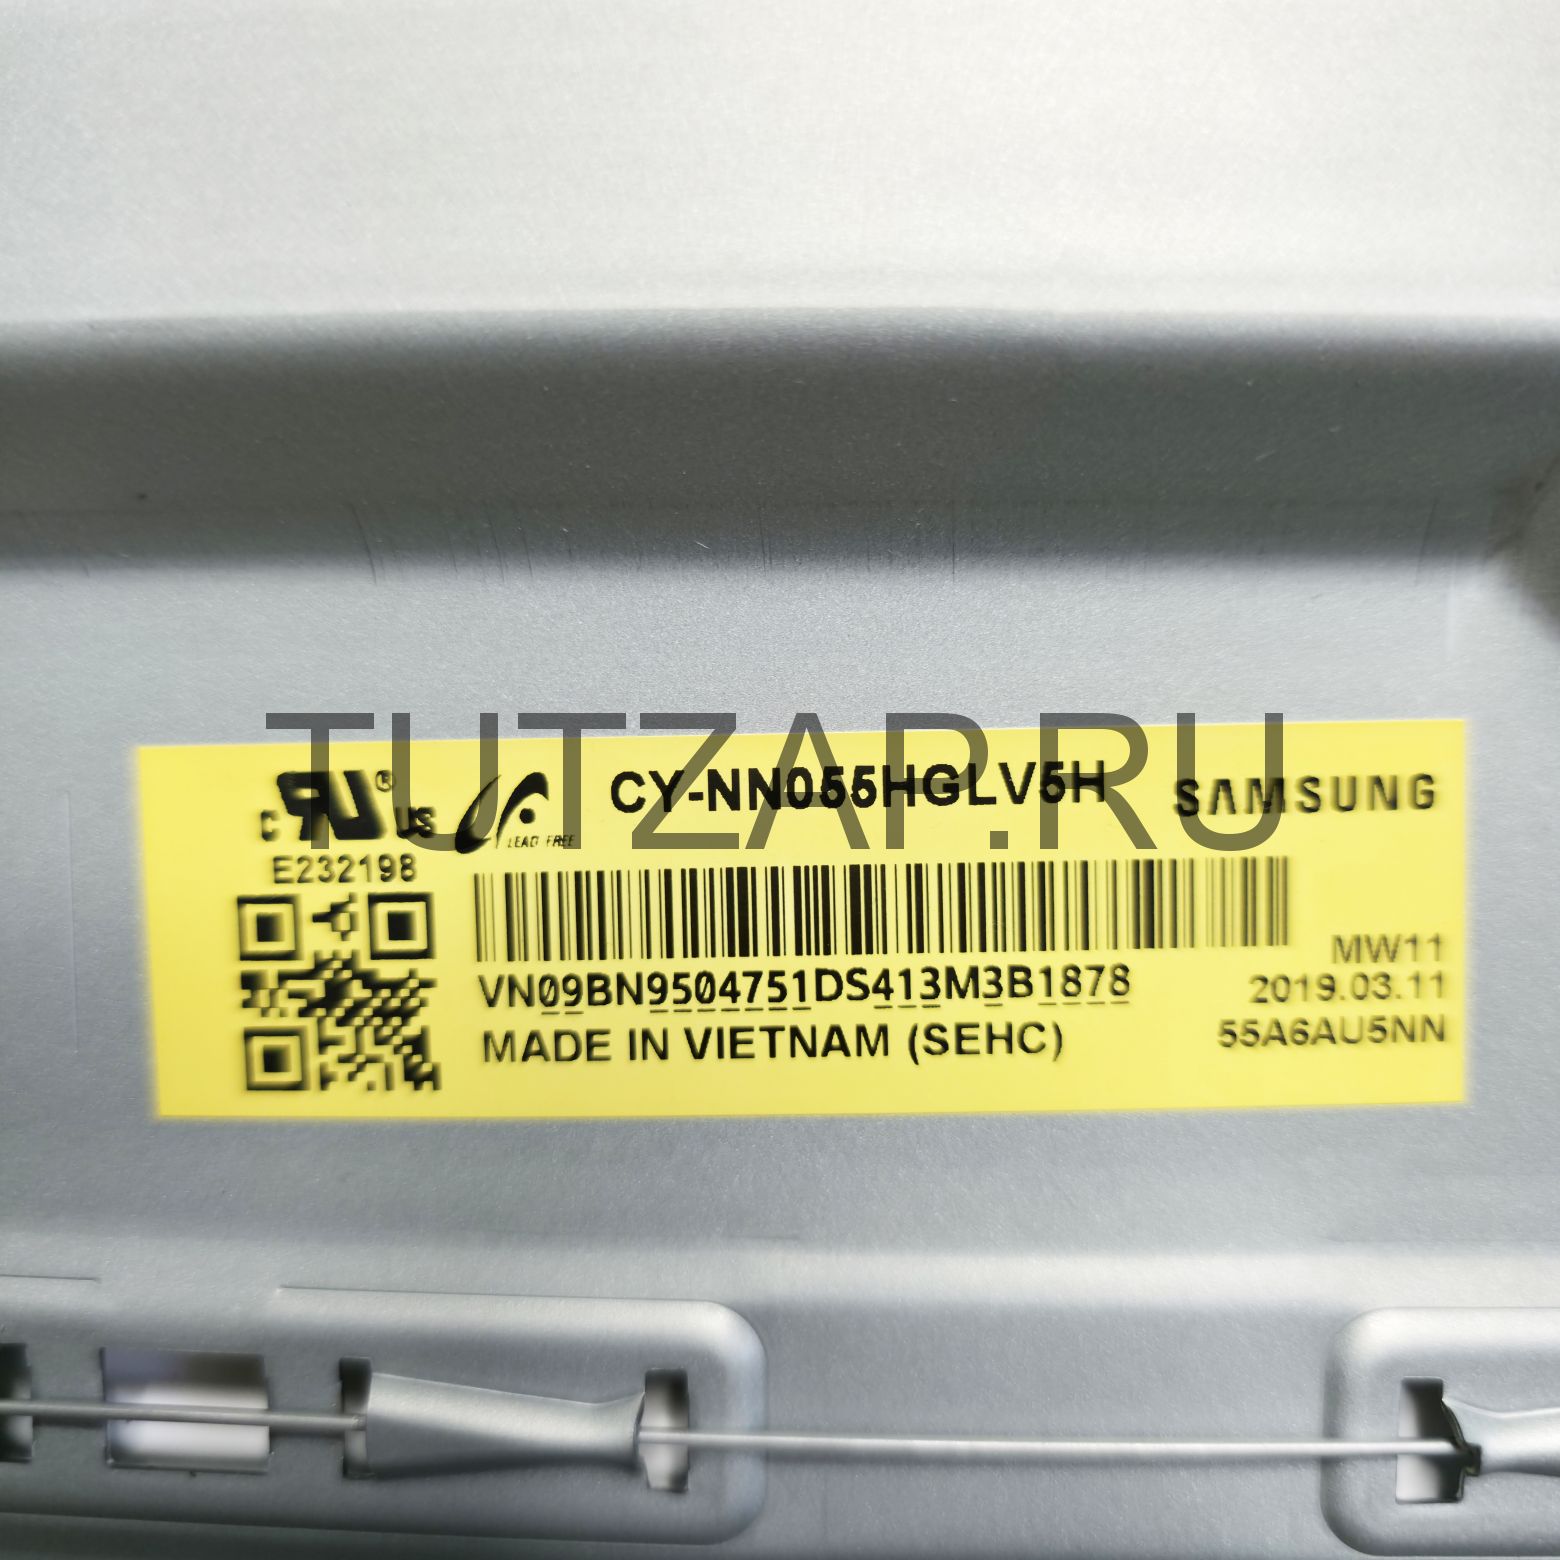 TUTZAP.RU
c RU® US
LEAD FREE
CY-NN055HGLV5H
SAMSUNG
E232198
VN09BN9504751DS413M3B1878
MW11
2019.03.11
MADE IN VIETNAM (SEHC)
55A6AU5NN